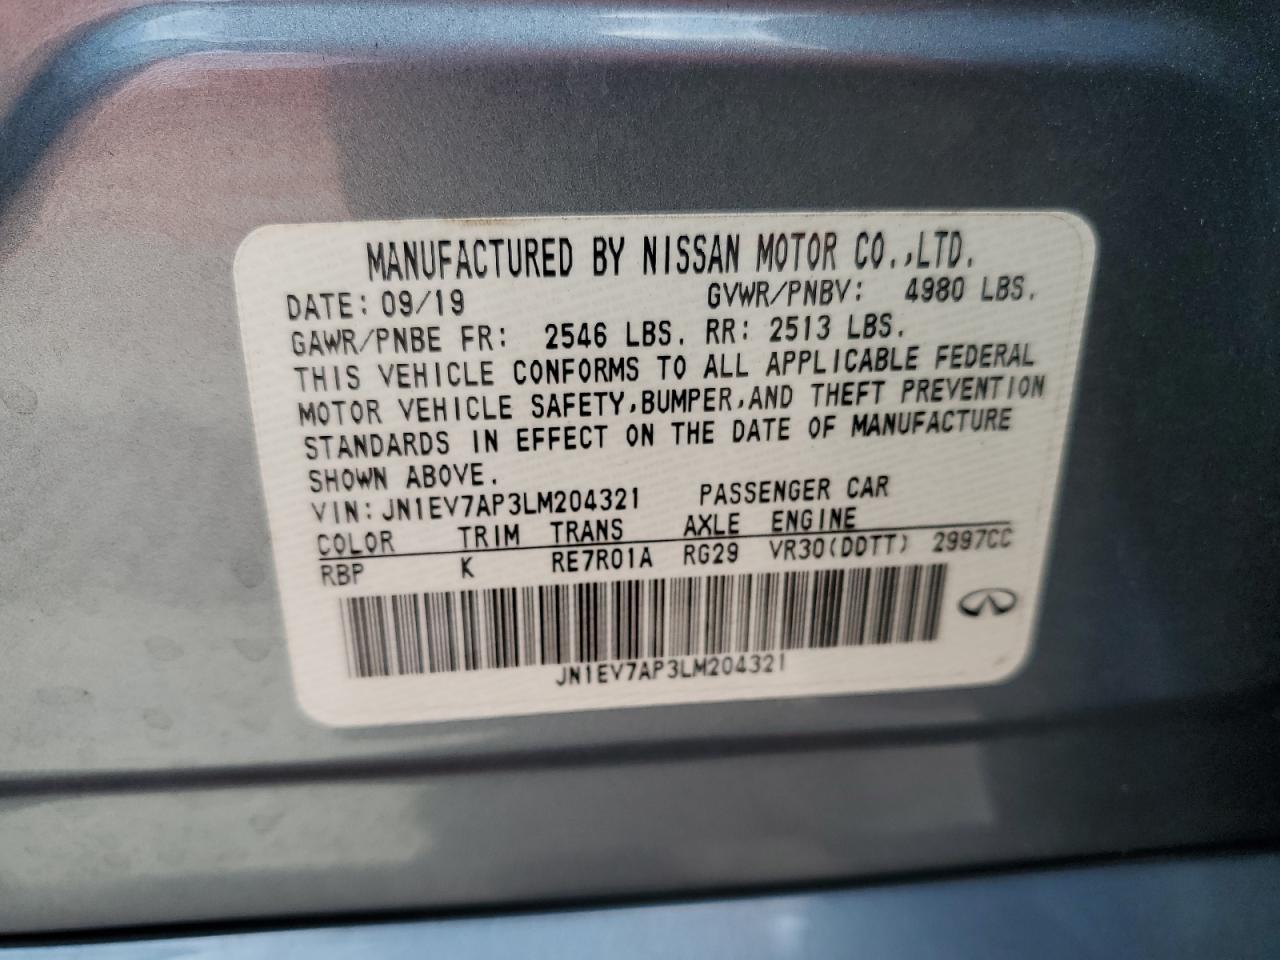 MANUFACTURED BY NISSAN MOTOR CO.,LTD.
DATE: 09/19 GVWR/PNBV: 4980 LBS.
GAWR/PNBE FR: 2546 LBS. RR: 2513 LBS.
THIS VEHICLE CONFORMS TO ALL APPLICABLE FEDERAL
MOTOR VEHICLE SAFETY,BUMPER,AND THEFT PREVENTION
STANDARDS IN EFFECT ON THE DATE OF MANUFACTURE
SHOWN ABOVE.
VIN: JN1EV7AP3LM204321 PASSENGER CAR
COLOR TRIM TRANS AXLE ENGINE
RBP K RE7R01A RG29 VR30(DDTT) 2997CC
JN1EV7AP3LM204321